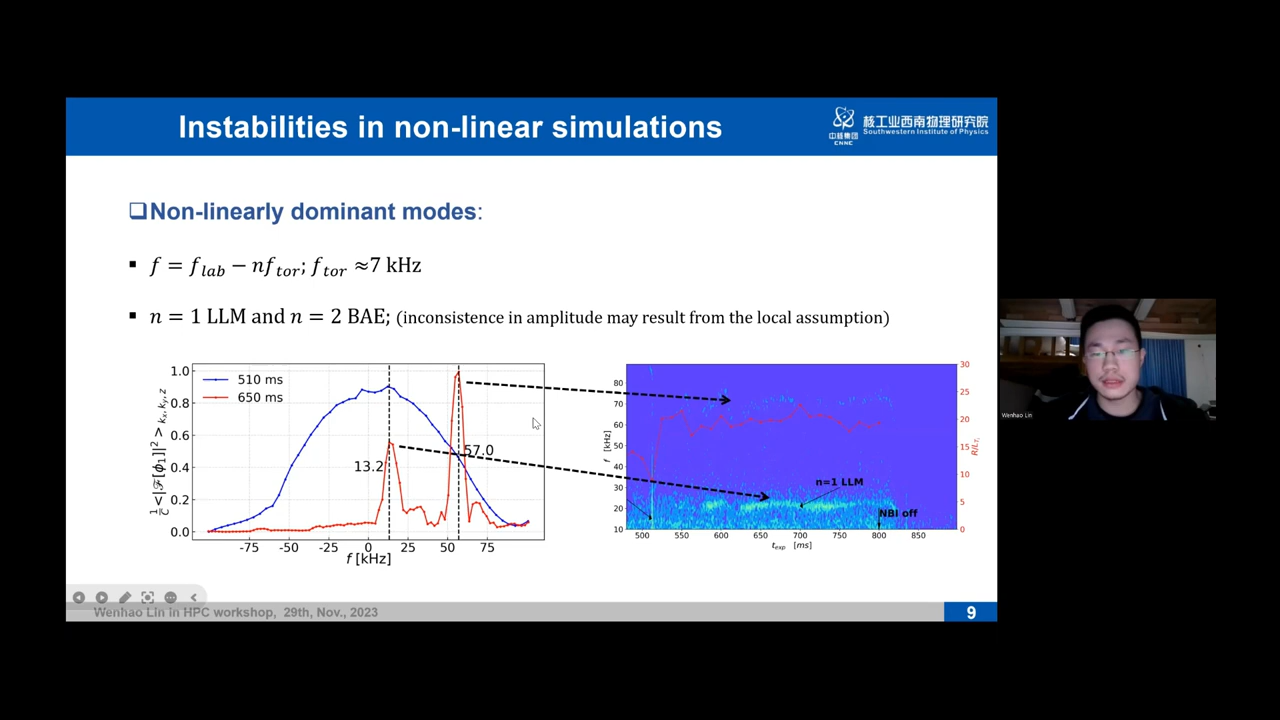 Instabilities in non-linear simulations
中核集团
CNNC
核工业西南物理研究院
Southwestern Institute of Physics
❑Non-linearly dominant modes:
▪ f = f_lab − nf_tor; f_tor ≈7 kHz
▪ n = 1 LLM and n = 2 BAE; (inconsistence in amplitude may result from the local assumption)
1.0
0.8
0.6
0.4
0.2
0.0
510 ms
650 ms
13.2
57.0
-75 -50 -25 0 25 50 75
f [kHz]
80
70
60
50
40
30
20
10
f [kHz]
n=1 LLM
NBI off
30
25
20
15
10
5
0
500 550 600 650 700 750 800 850
t_exp [ms]
Wenhao Lin in HPC workshop, 29th, Nov., 2023
9
Wenhao Lin